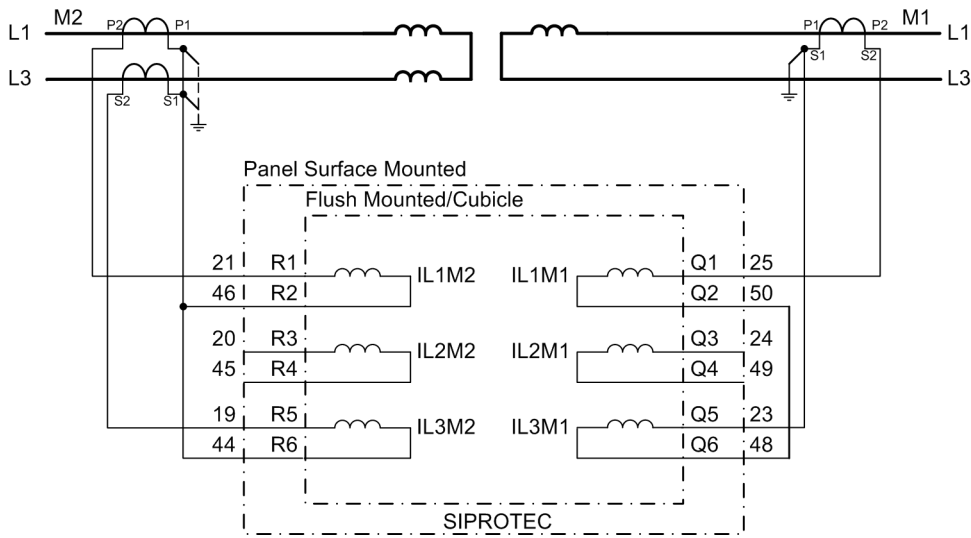 M2 M1
P2 P1 P1 P2
L1 L1
S1 S2
L3 L3
S2 S1
Panel Surface Mounted
Flush Mounted/Cubicle
21 R1 IL1M2 IL1M1 Q1 25
46 R2 Q2 50
20 R3 IL2M2 IL2M1 Q3 24
45 R4 Q4 49
19 R5 IL3M2 IL3M1 Q5 23
44 R6 Q6 48
SIPROTEC